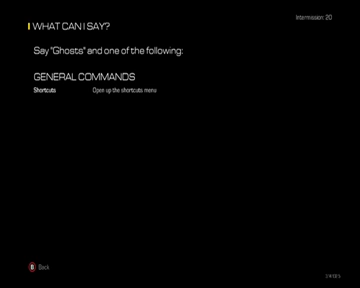 Intermission: 20
WHAT CAN I SAY?
Say "Ghosts" and one of the following:
GENERAL COMMANDS
Shortcuts Open up the shortcuts menu
B Back